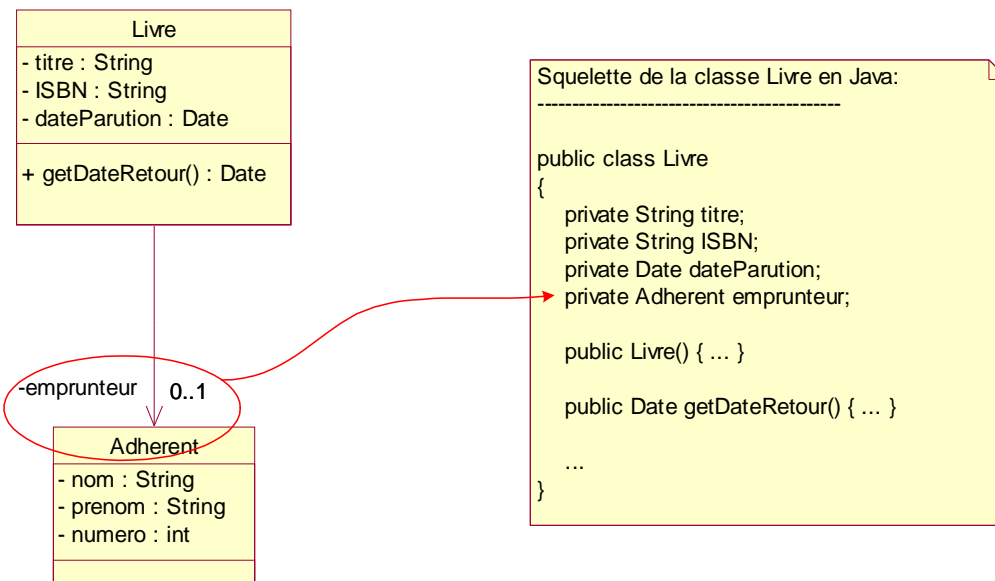 Livre
- titre : String
- ISBN : String
- dateParution : Date
+ getDateRetour() : Date
-emprunteur
0..1
Adherent
- nom : String
- prenom : String
- numero : int
Squelette de la classe Livre en Java:
--------------------------------------------
public class Livre
{
private String titre;
private String ISBN;
private Date dateParution;
private Adherent emprunteur;
public Livre() { ... }
public Date getDateRetour() { ... }
...
}